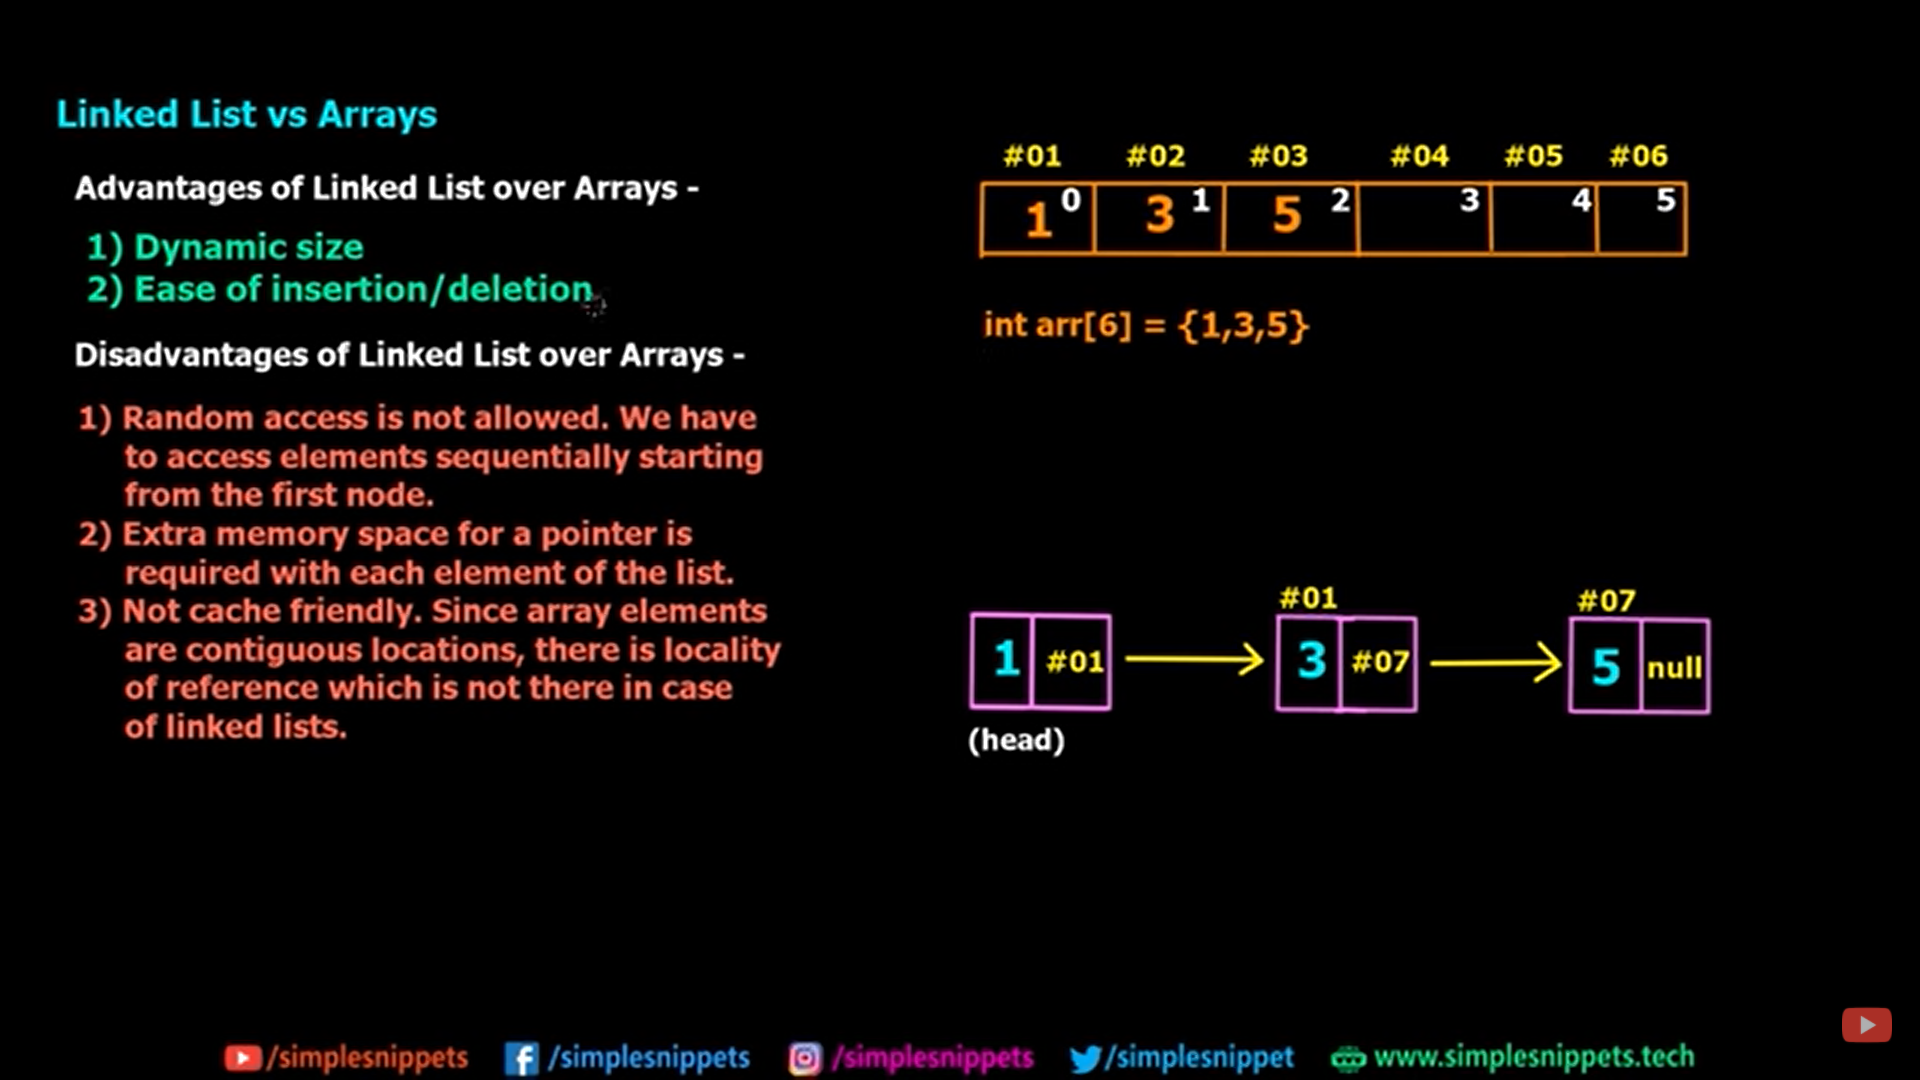 Linked List vs Arrays
Advantages of Linked List over Arrays -
1) Dynamic size
2) Ease of insertion/deletion
Disadvantages of Linked List over Arrays -
1) Random access is not allowed. We have
to access elements sequentially starting
from the first node.
2) Extra memory space for a pointer is
required with each element of the list.
3) Not cache friendly. Since array elements
are contiguous locations, there is locality
of reference which is not there in case
of linked lists.
#01 #02 #03 #04 #05 #06
1 0 3 1 5 2 3 4 5
int arr[6] = {1,3,5}
#01 #07
1 #01 3 #07 5 null
(head)
/simplesnippets /simplesnippets /simplesnippets /simplesnippet www.simplesnippets.tech